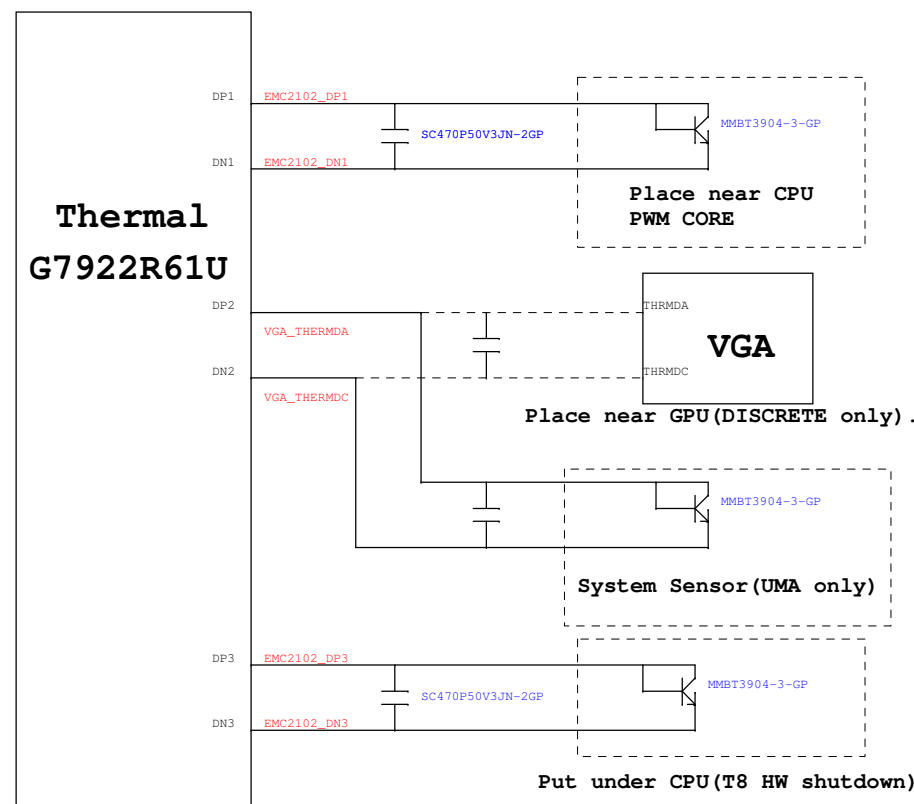 DP1
EMC2102_DP1
MMBT3904-3-GP
SC470P50V3JN-2GP
DN1
EMC2102_DN1
Place near CPU
PWM CORE
Thermal
G7922R61U
DP2
VGA_THERMDA
THRMDA
VGA
DN2
VGA_THERMDC
THRMDC
Place near GPU(DISCRETE only).
MMBT3904-3-GP
System Sensor(UMA only)
DP3
EMC2102_DP3
MMBT3904-3-GP
SC470P50V3JN-2GP
DN3
EMC2102_DN3
Put under CPU(T8 HW shutdown)